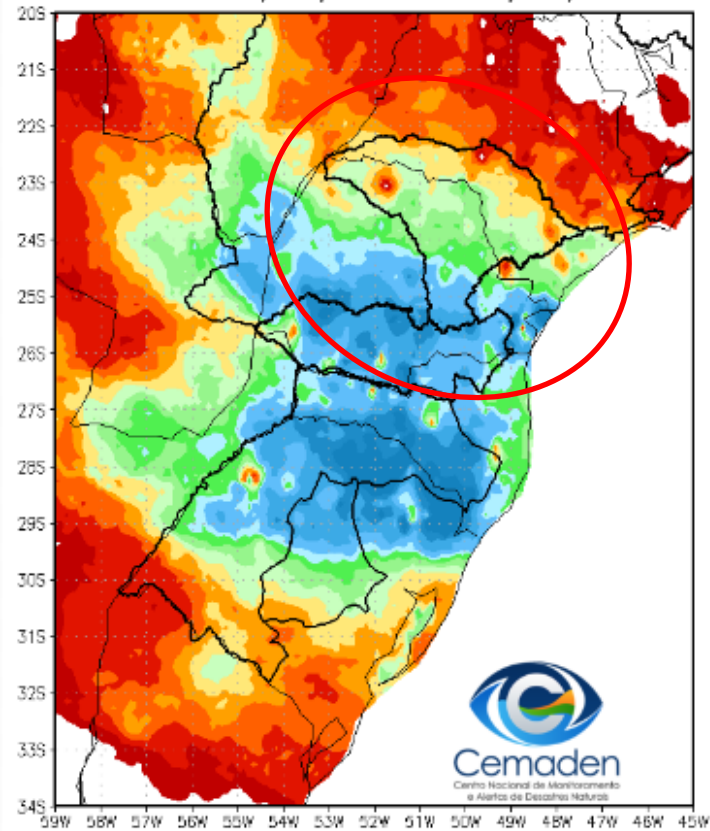 20S
21S
22S
23S
24S
25S
26S
27S
28S
29S
30S
31S
32S
33S
34S
59W 58W 57W 56W 55W 54W 53W 52W 51W 50W 49W 48W 47W 46W 45W
Cemaden
Centro Nacional de Monitoramento
e Alertas de Desastres Naturais